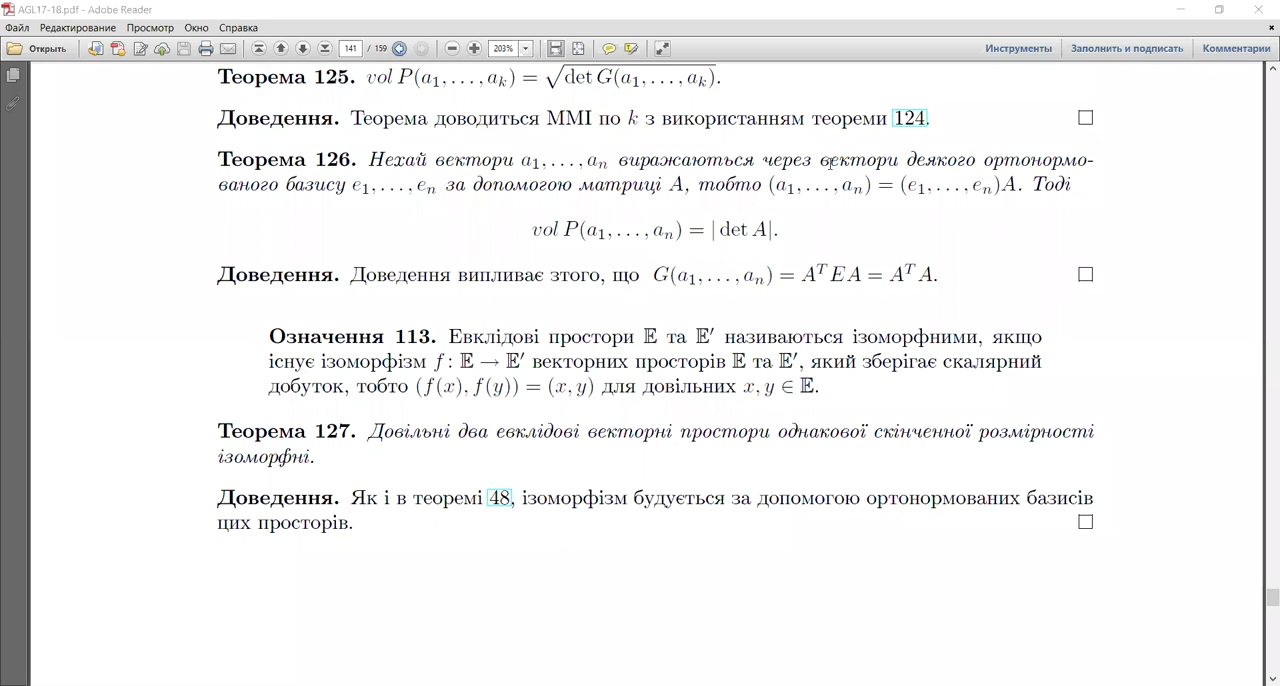 AGL17-18.pdf - Adobe Reader
Файл Редактирование Просмотр Окно Справка
Открыть 141 / 159 203% Инструменты Заполнить и подписать Комментарии
Теорема 125. vol P(a₁, . . . , aₖ) = √det G(a₁, . . . , aₖ).
Доведення. Теорема доводиться ММІ по k з використанням теореми 124. □
Теорема 126. Нехай вектори a₁, . . . , aₙ виражаються через вектори деякого ортонормо-
ваного базису e₁, . . . , eₙ за допомогою матриці A, тобто (a₁, . . . , aₙ) = (e₁, . . . , eₙ)A. Тоді
vol P(a₁, . . . , aₙ) = | det A|.
Доведення. Доведення випливає зтого, що G(a₁, . . . , aₙ) = AᵀEA = AᵀA. □
Означення 113. Евклідові простори 𝔼 та 𝔼′ називаються ізоморфними, якщо
існує ізоморфізм f : 𝔼 → 𝔼′ векторних просторів 𝔼 та 𝔼′, який зберігає скалярний
добуток, тобто (f(x), f(y)) = (x, y) для довільних x, y ∈ 𝔼.
Теорема 127. Довільні два евклідові векторні простори однакової скінченної розмірності
ізоморфні.
Доведення. Як і в теоремі 48, ізоморфізм будується за допомогою ортонормованих базисів
цих просторів. □